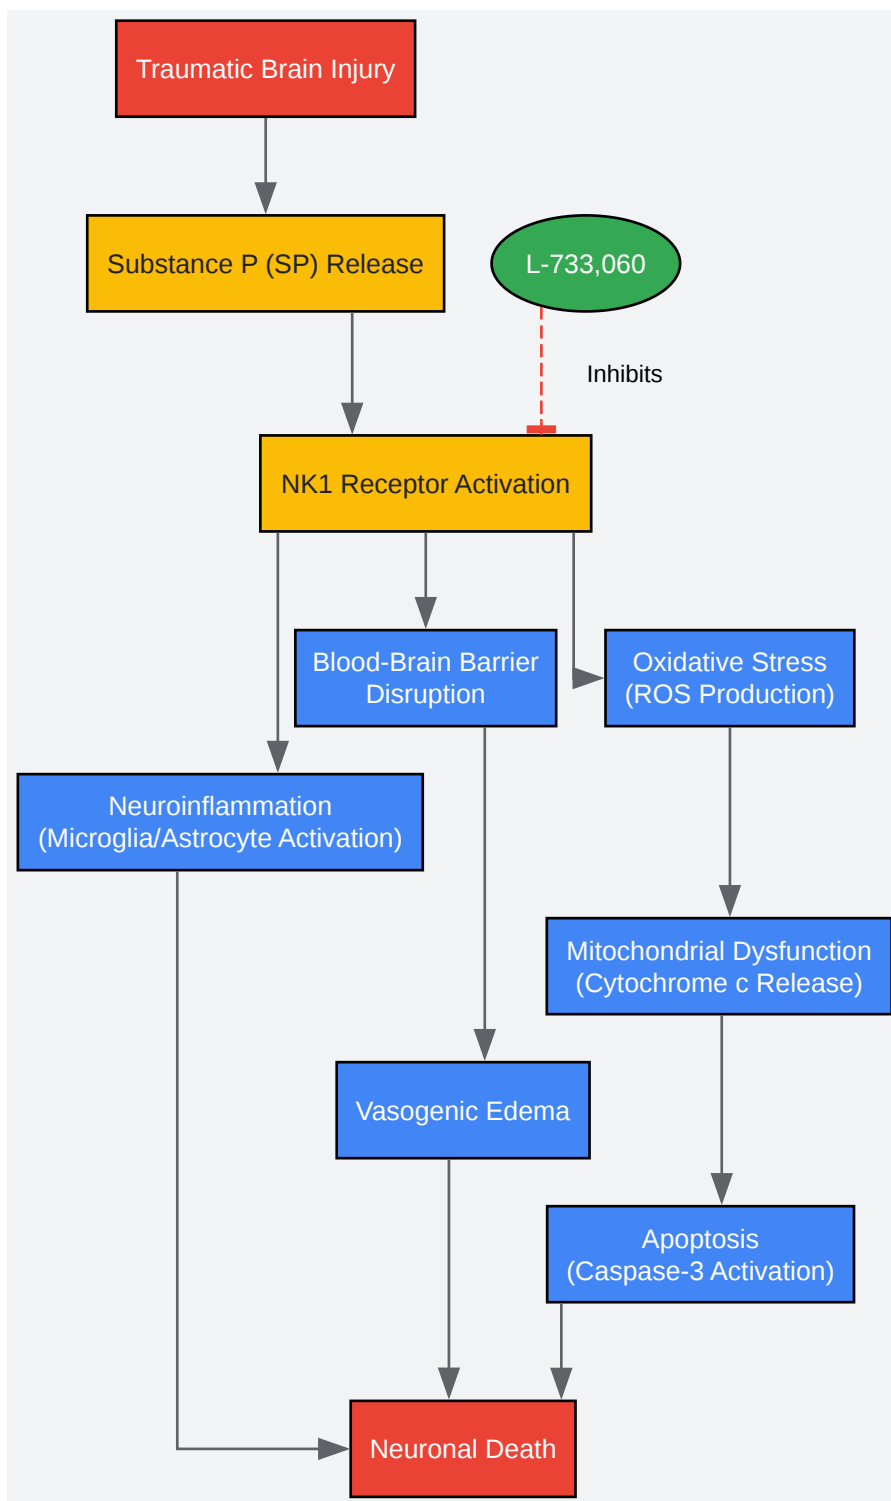 Traumatic Brain Injury
Substance P (SP) Release
L-733,060
Inhibits
NK1 Receptor Activation
Blood-Brain Barrier
Disruption
Oxidative Stress
(ROS Production)
Neuroinflammation
(Microglia/Astrocyte Activation)
Mitochondrial Dysfunction
(Cytochrome c Release)
Vasogenic Edema
Apoptosis
(Caspase-3 Activation)
Neuronal Death